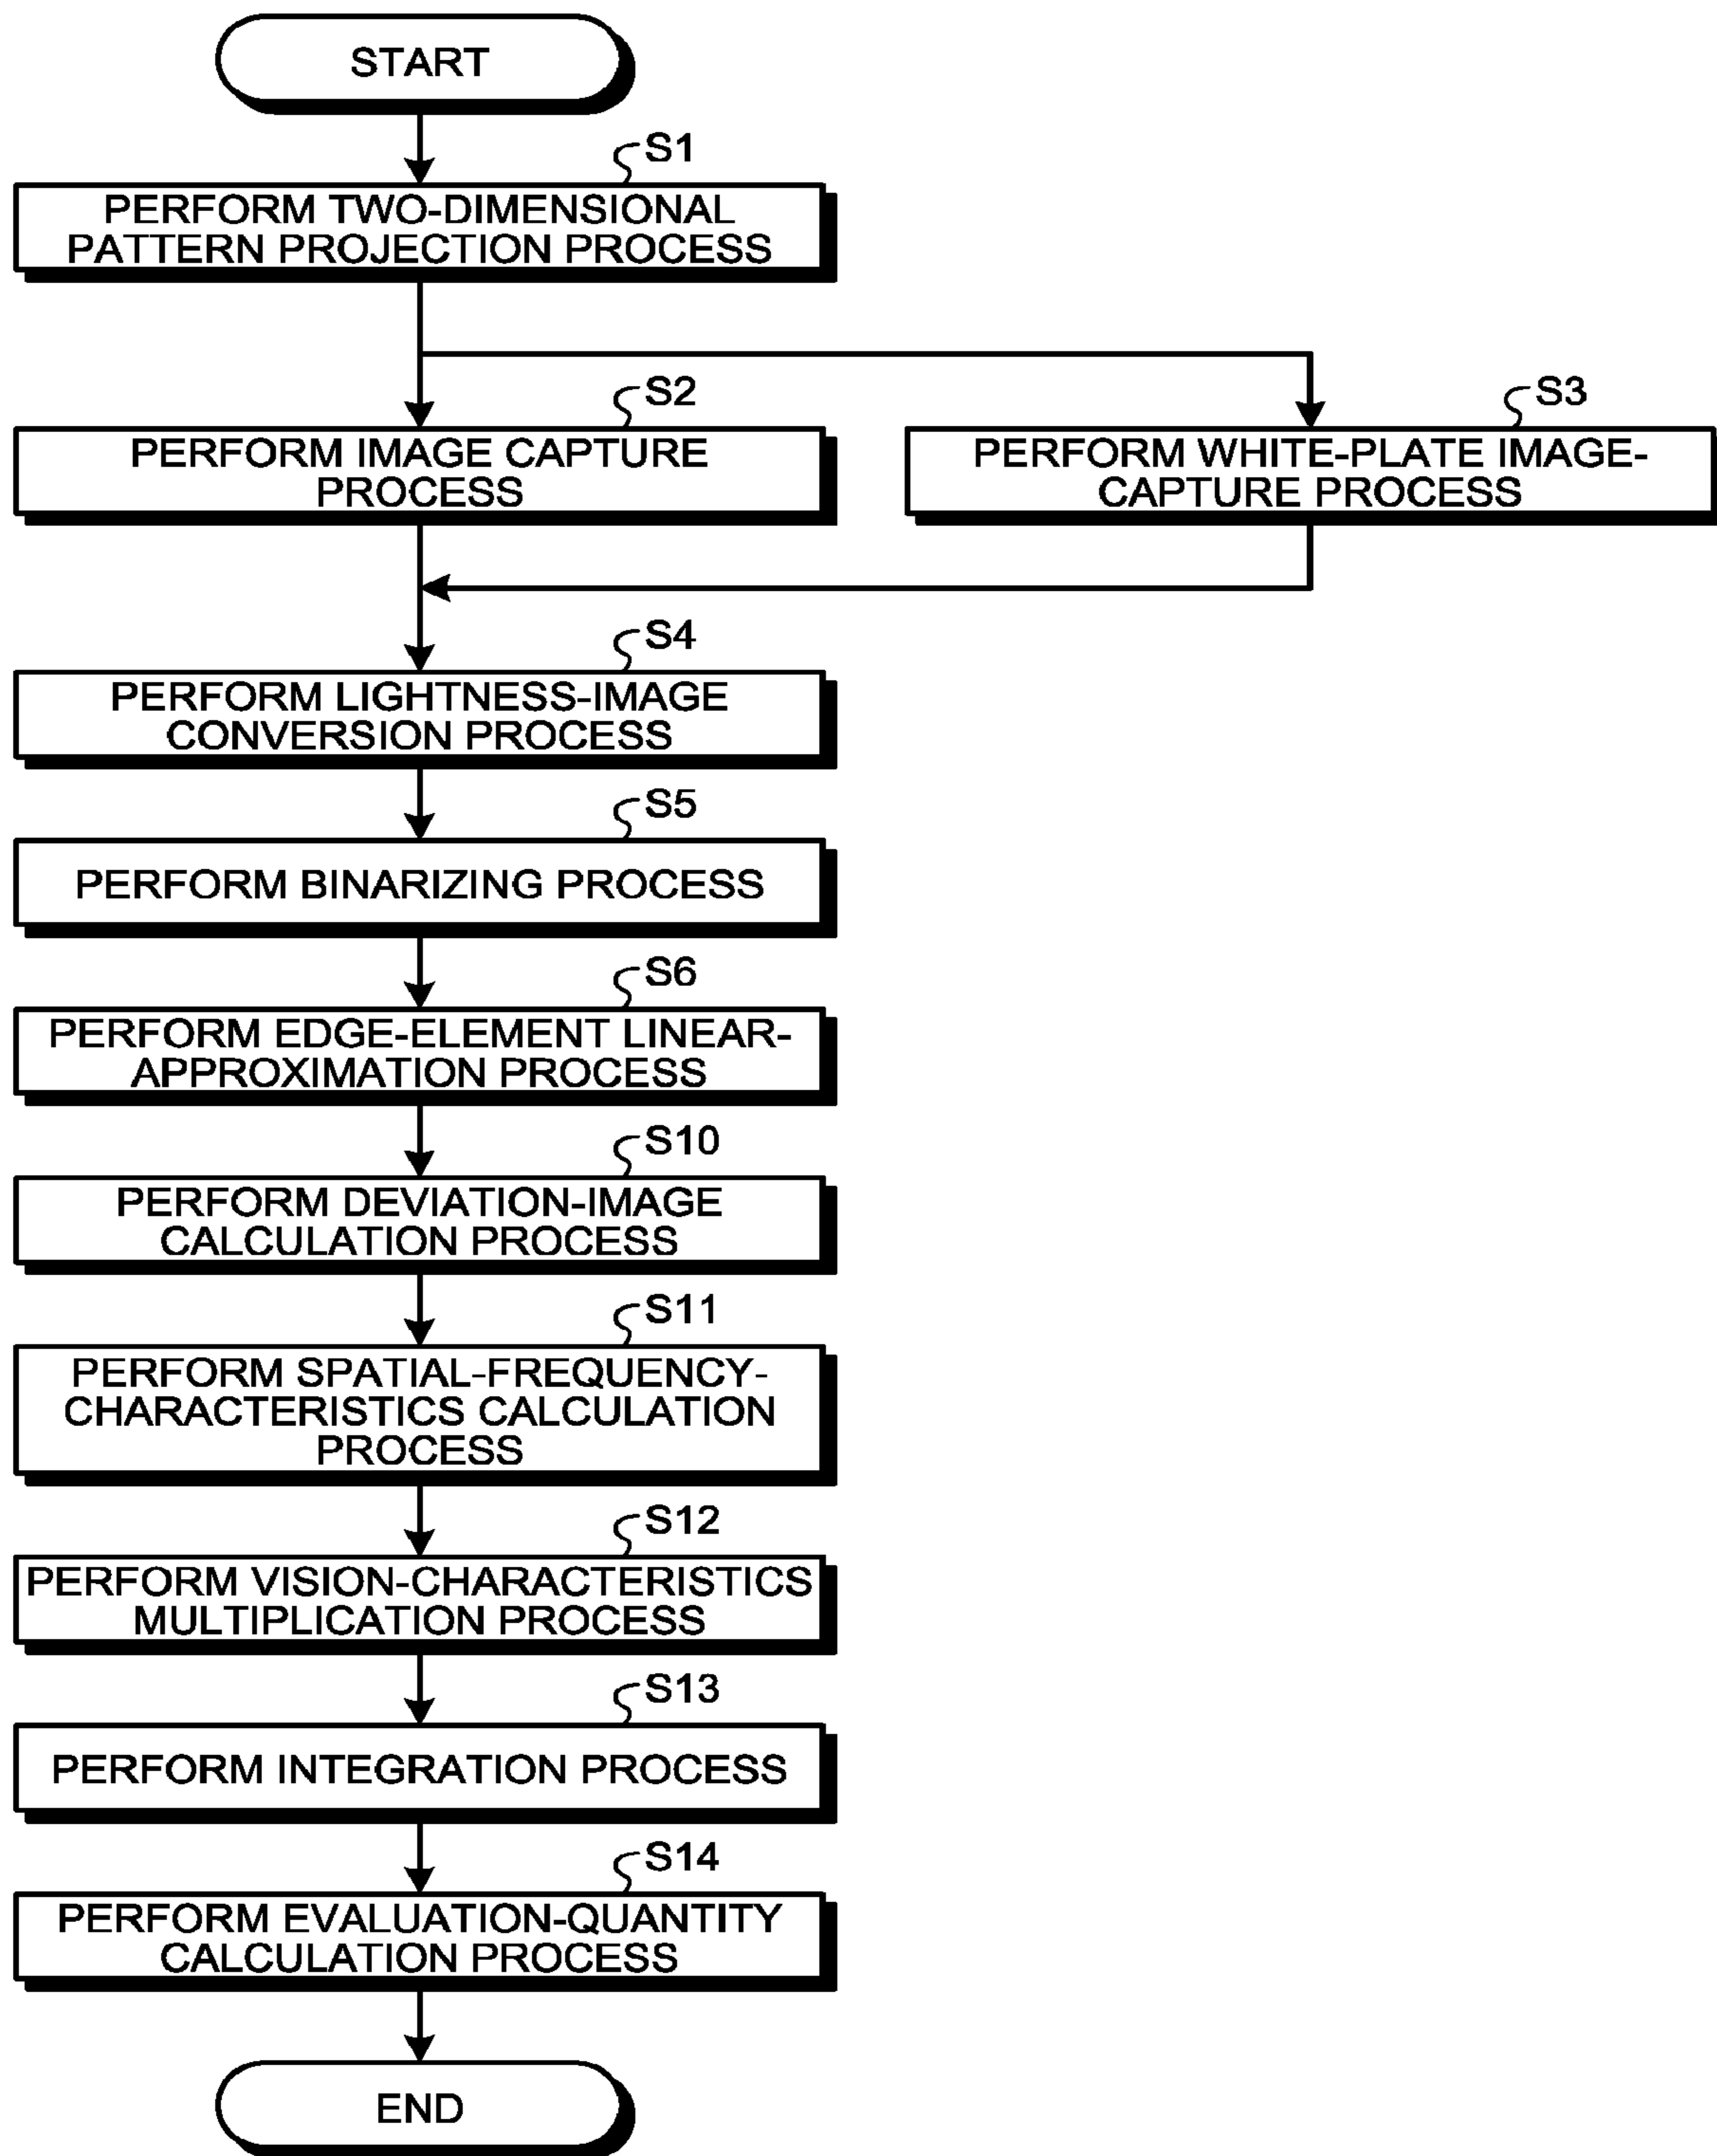 START
S1
PERFORM TWO-DIMENSIONAL
PATTERN PROJECTION PROCESS
S2
PERFORM IMAGE CAPTURE
PROCESS
S3
PERFORM WHITE-PLATE IMAGE-
CAPTURE PROCESS
S4
PERFORM LIGHTNESS-IMAGE
CONVERSION PROCESS
S5
PERFORM BINARIZING PROCESS
S6
PERFORM EDGE-ELEMENT LINEAR-
APPROXIMATION PROCESS
S10
PERFORM DEVIATION-IMAGE
CALCULATION PROCESS
S11
PERFORM SPATIAL-FREQUENCY-
CHARACTERISTICS CALCULATION
PROCESS
S12
PERFORM VISION-CHARACTERISTICS
MULTIPLICATION PROCESS
S13
PERFORM INTEGRATION PROCESS
S14
PERFORM EVALUATION-QUANTITY
CALCULATION PROCESS
END